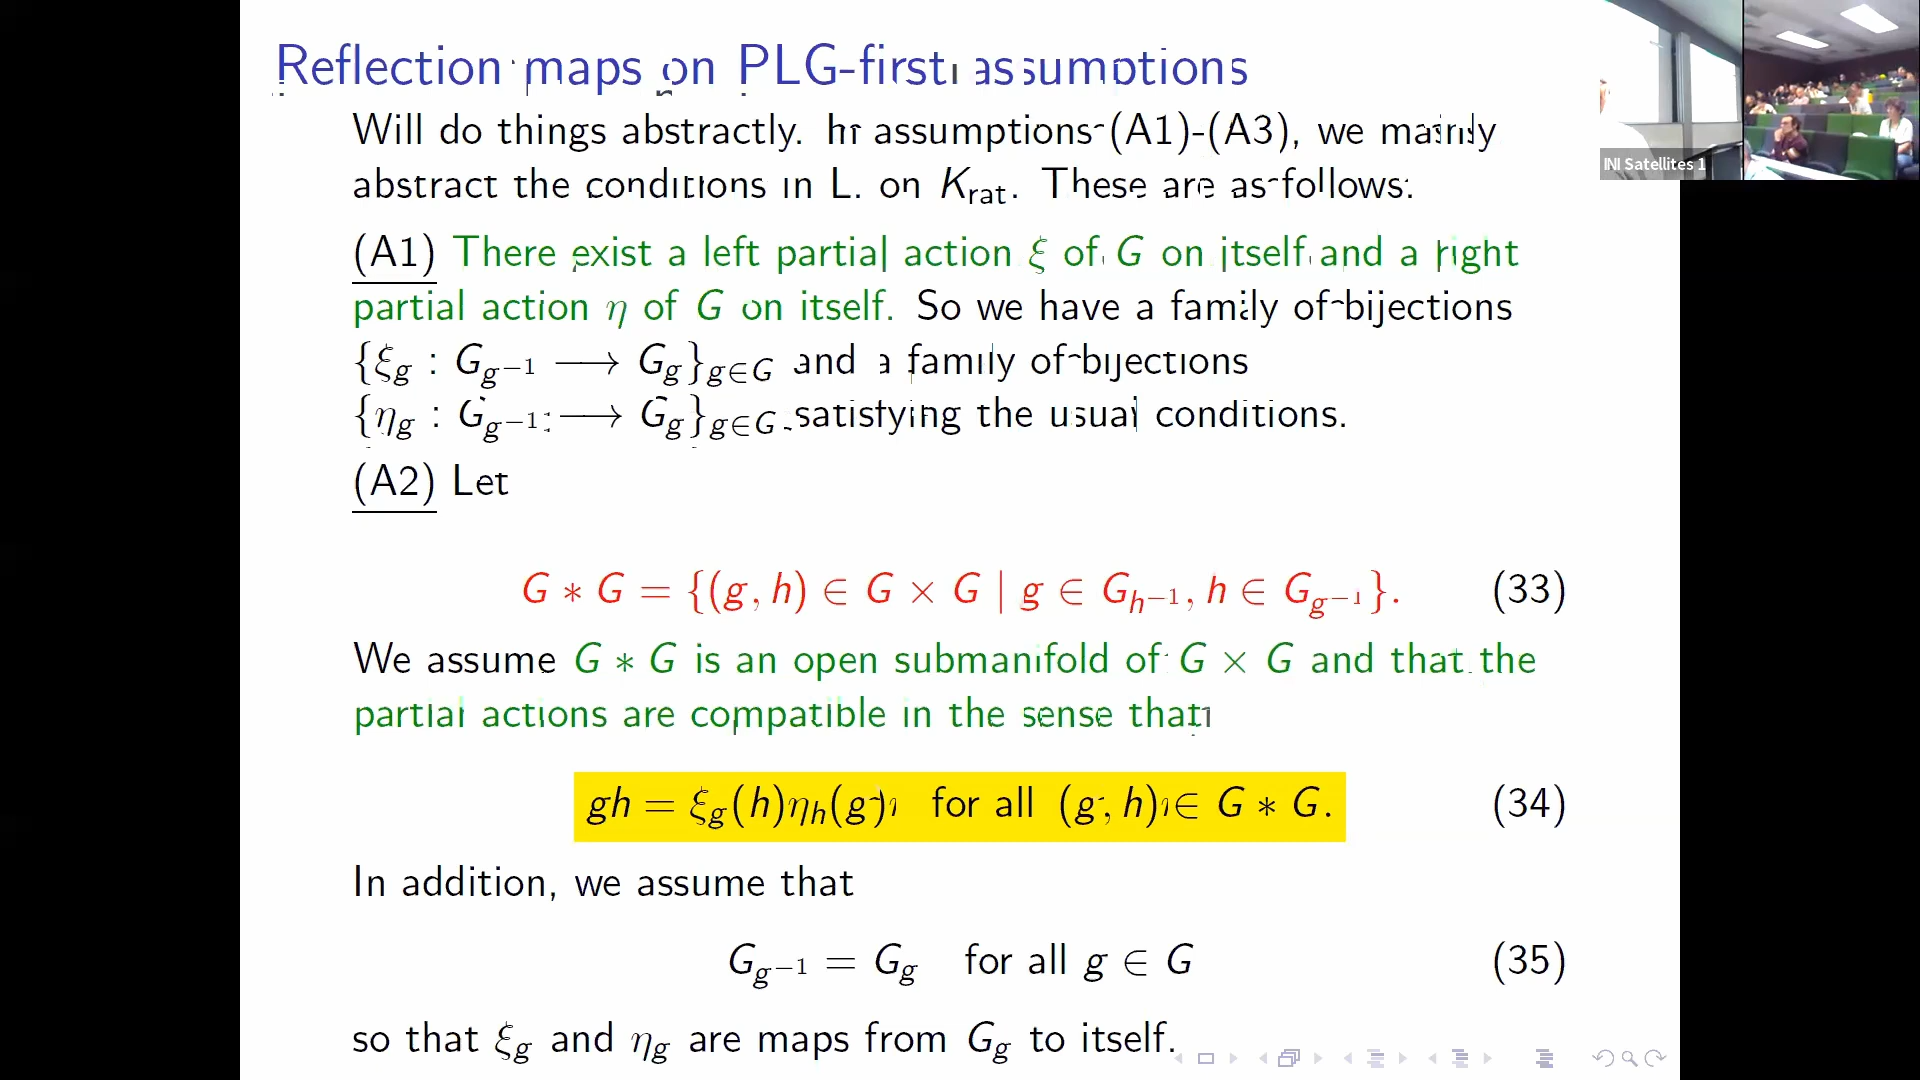 Reflection maps on PLG-first assumptions
Will do things abstractly. In assumptions (A1)-(A3), we mainly
abstract the conditions in L. on K_rat. These are as follows:
(A1) There exist a left partial action ξ of G on itself and a right
partial action η of G on itself. So we have a family of bijections
{ξ_g : G_{g^{-1}} ⟶ G_g}_{g∈G} and a family of bijections
{η_g : G_{g^{-1}} ⟶ G_g}_{g∈G} satisfying the usual conditions.
(A2) Let
G ∗ G = {(g, h) ∈ G × G | g ∈ G_{h^{-1}}, h ∈ G_{g^{-1}}}. (33)
We assume G ∗ G is an open submanifold of G × G and that the
partial actions are compatible in the sense that
gh = ξ_g(h)η_h(g) for all (g, h) ∈ G ∗ G. (34)
In addition, we assume that
G_{g^{-1}} = G_g for all g ∈ G (35)
so that ξ_g and η_g are maps from G_g to itself.
INI Satellites 1